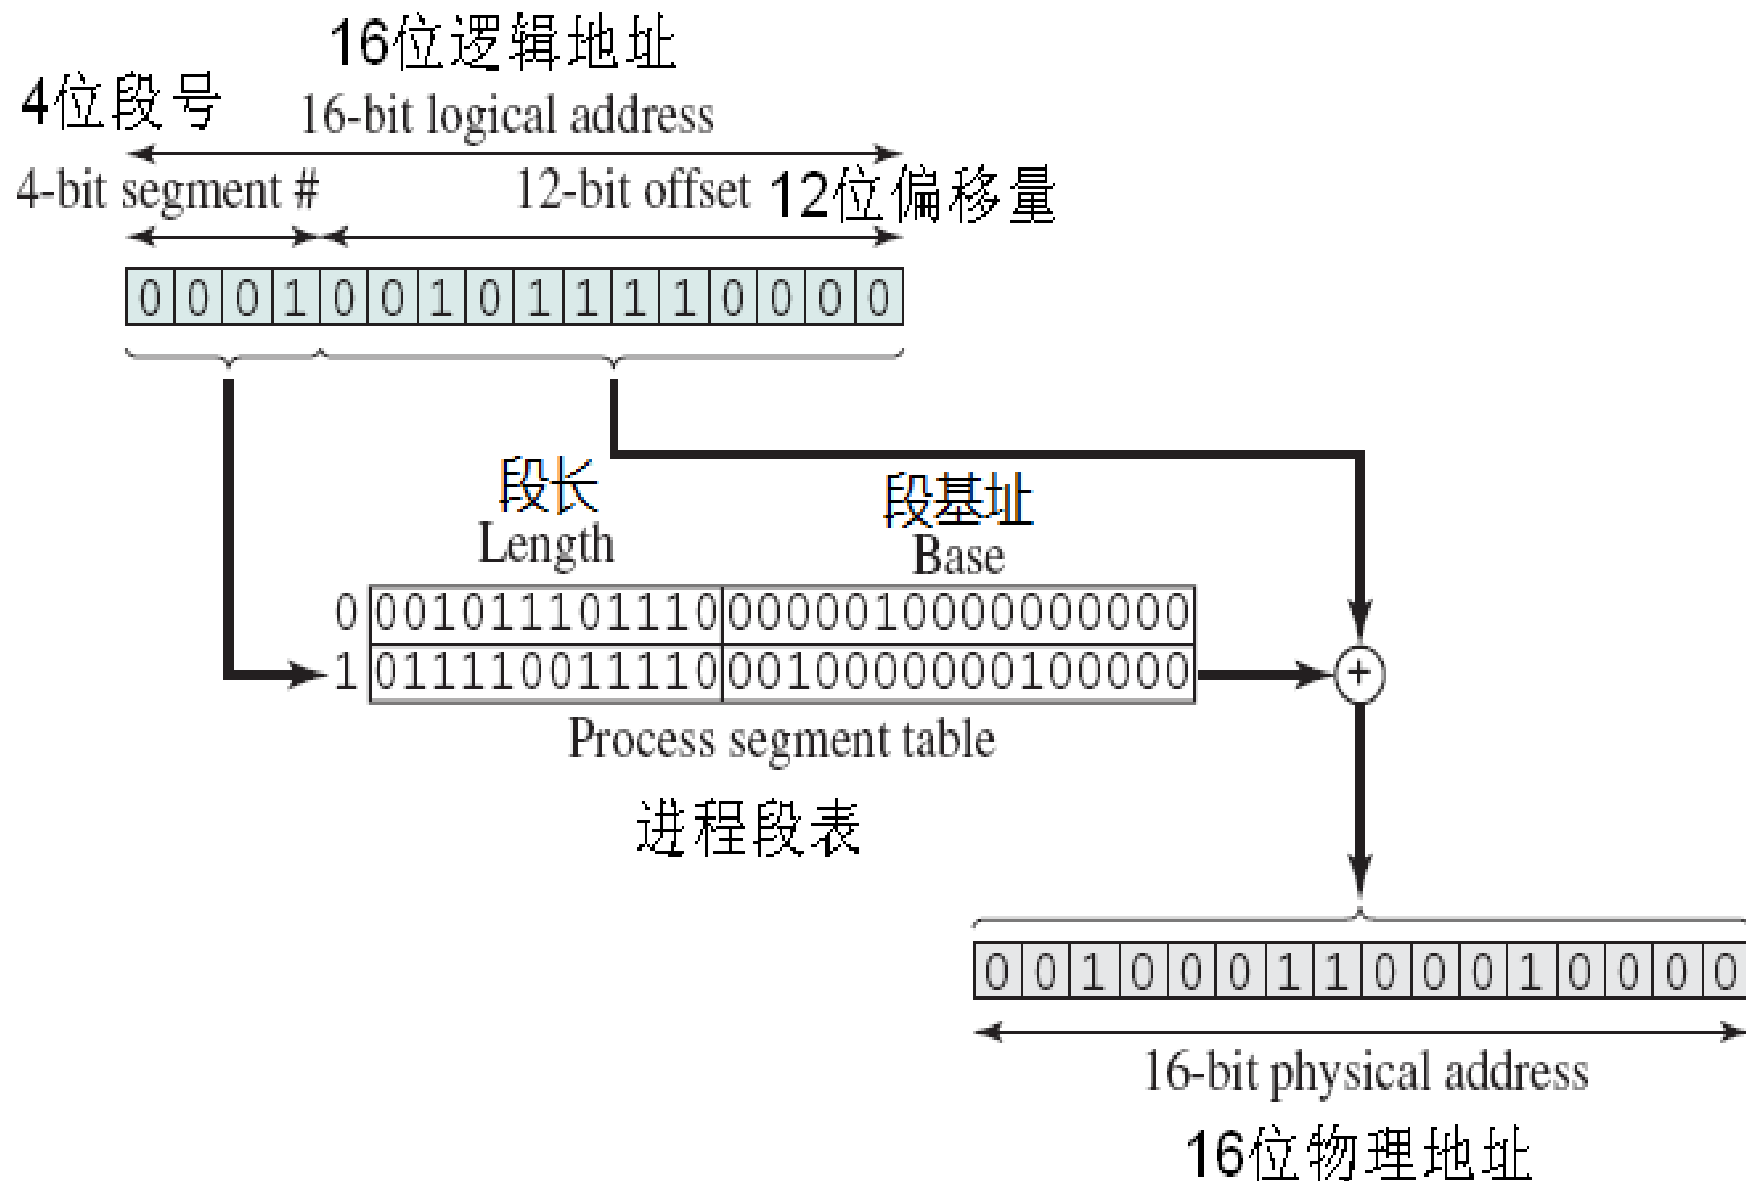 16位逻辑地址
4位段号
16-bit logical address
4-bit segment #
12-bit offset 12位偏移量
0 0 0 1 0 0 1 0 1 1 1 1 0 0 0 0
段长
段基址
Length
Base
0 001011101110 0000010000000000
1 011110011110 0010000000100000
+
Process segment table
进程段表
0 0 1 0 0 0 1 1 0 0 0 1 0 0 0 0
16-bit physical address
16位物理地址